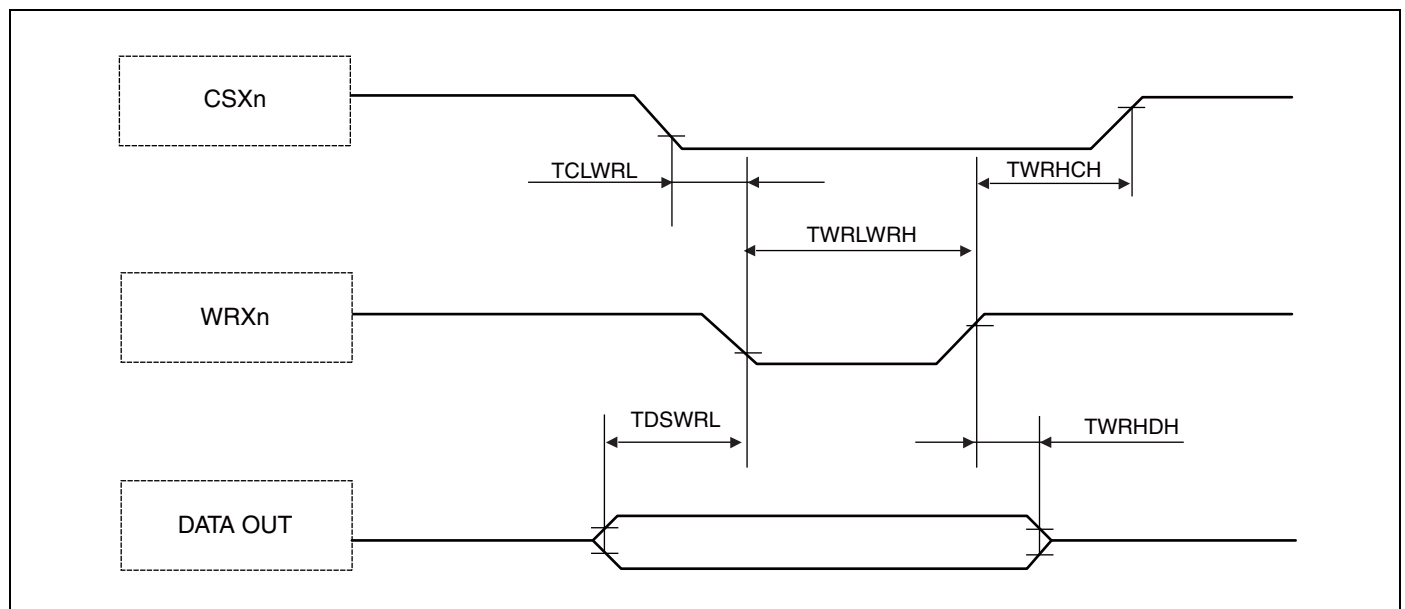 CSXn
TCLWRL
TWRHCH
TWRLWRH
WRXn
TDSWRL
TWRHDH
DATA OUT